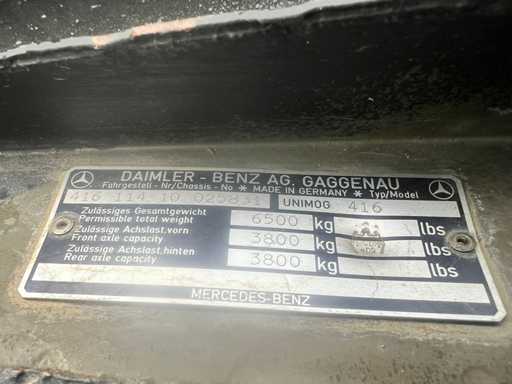 DAIMLER - BENZ AG. GAGGENAU
Fahrgestell - Nr/Chassis - No * MADE IN GERMANY * Typ/Model
416 114 10 UNIMOG 416
Zulässiges Gesamtgewicht
Permissible total weight 6500 kg lbs
Zulässige Achslast.vorn
Front axle capacity 3800 kg lbs
Zulässige Achslast.hinten
Rear axle capacity 3800 kg lbs
MERCEDES-BENZ